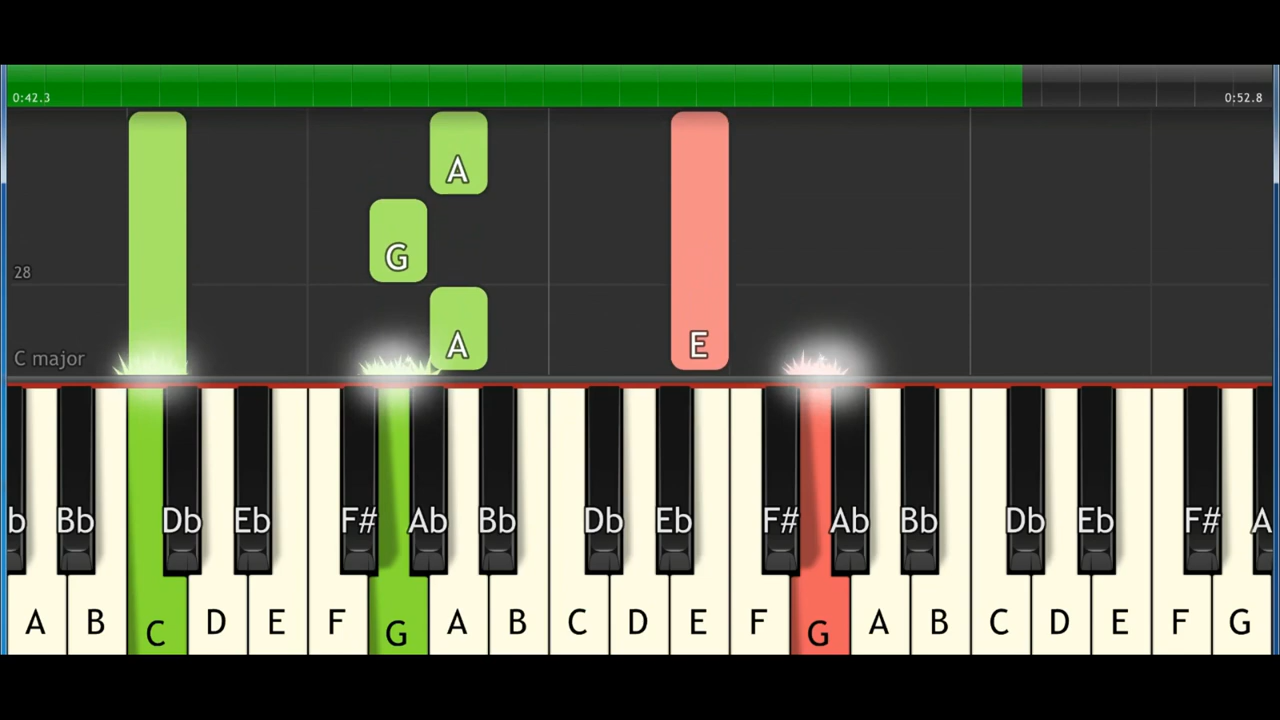 0:42.3 0:52.8
A
G
28
A E
C major
b Bb Db Eb F# Ab Bb Db Eb F# Ab Bb Db Eb F# A
A B C D E F G A B C D E F G A B C D E F G